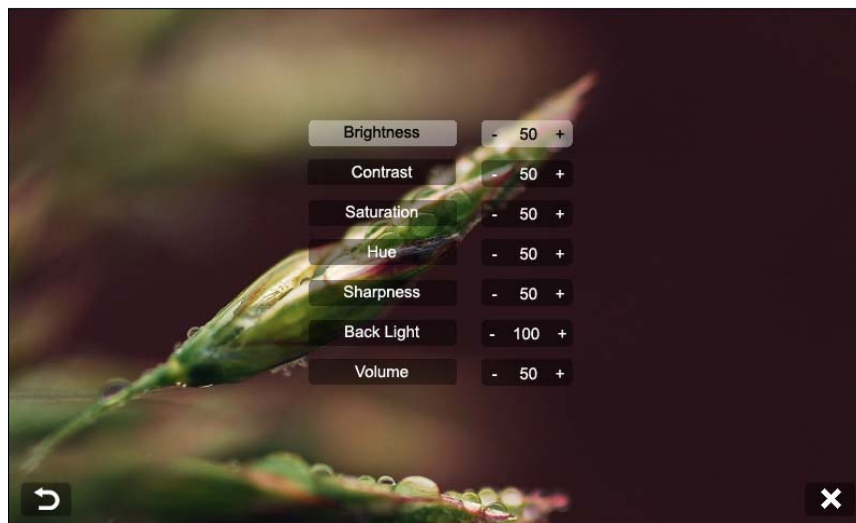 Brightness - 50 +
Contrast - 50 +
Saturation - 50 +
Hue - 50 +
Sharpness - 50 +
Back Light - 100 +
Volume - 50 +